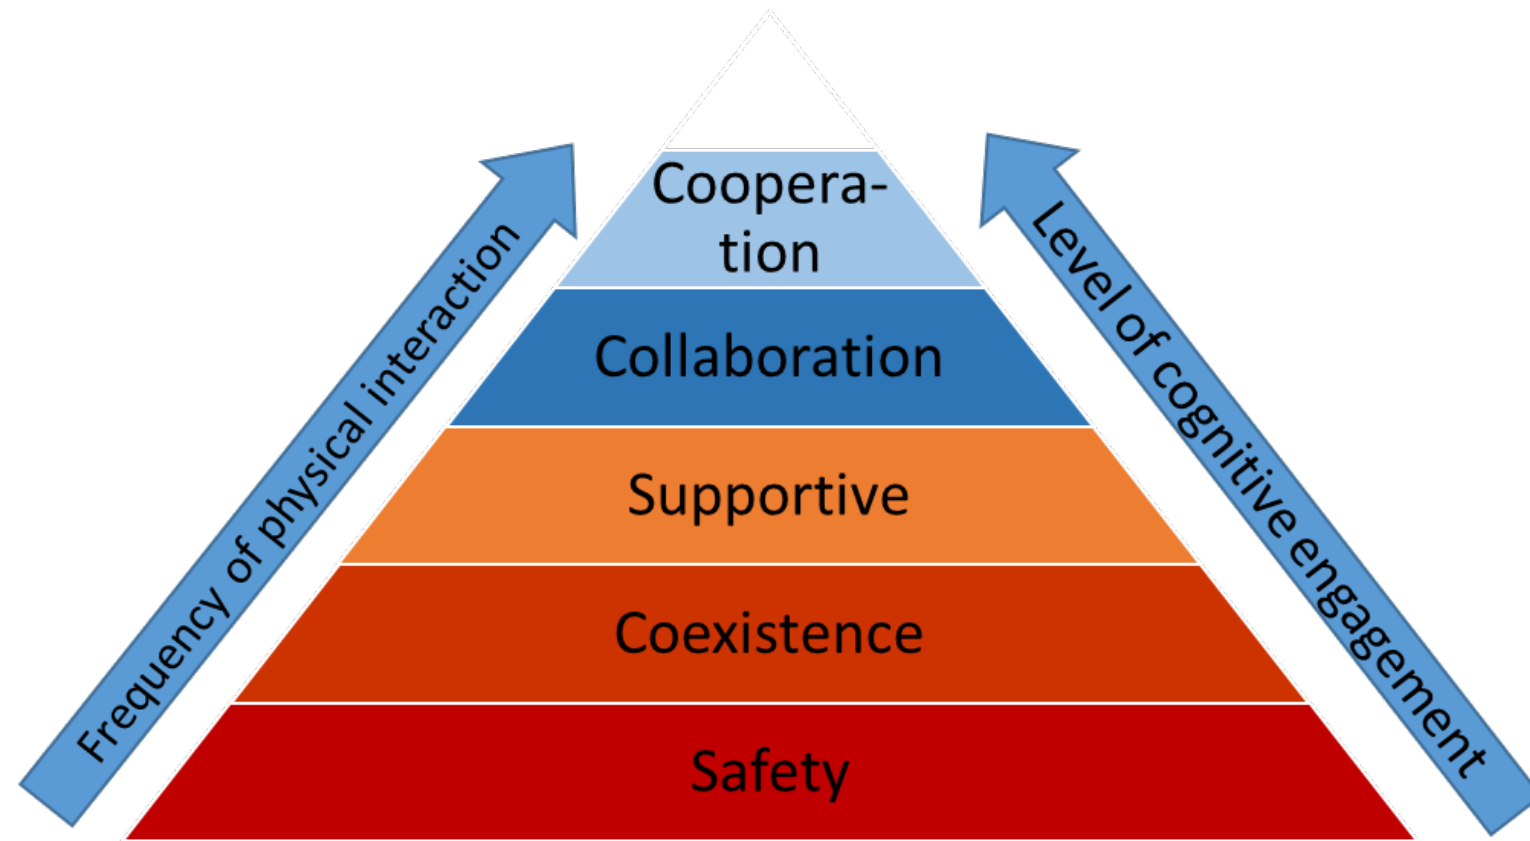 Coopera-
tion
Collaboration
Supportive
Coexistence
Safety
Frequency of physical interaction
Level of cognitive engagement